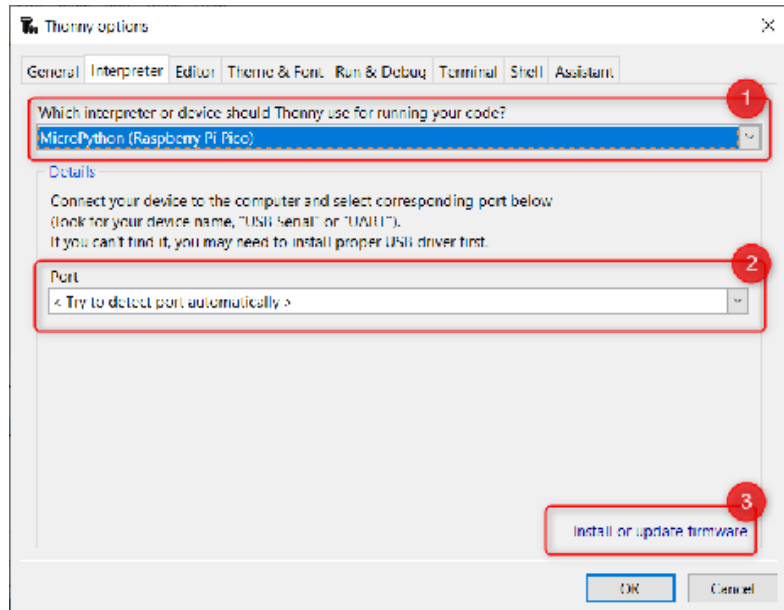 Thonny options
General Interpreter Editor Theme & Font Run & Debug Terminal Shell Assistant
1
Which interpreter or device should Thonny use for running your code?
MicroPython (Raspberry Pi Pico)
Details
Connect your device to the computer and select corresponding port below
(look for your device name, "USB Serial" or "UART").
If you can't find it, you may need to install proper USB driver first.
2
Port
< Try to detect port automatically >
3
Install or update firmware
OK Cancel